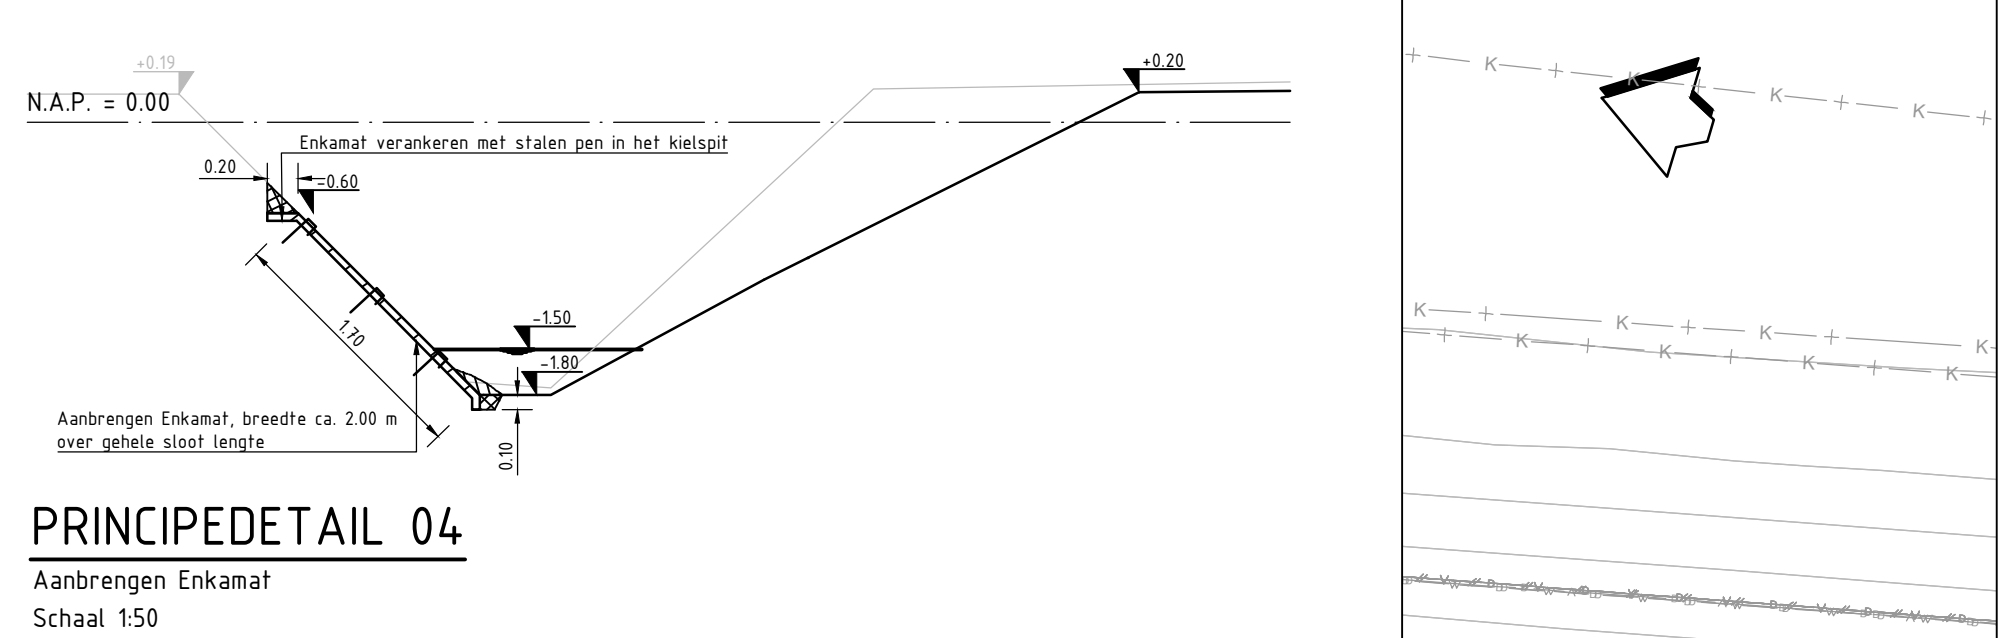 +0.19
+0.20
N.A.P. = 0.00
Enkamat verankeren met stalen pen in het kielspit
0.20
-0.60
1.70
-1.50
-1.80
0.10
Aanbrengen Enkamat, breedte ca. 2.00 m
over gehele sloot lengte
PRINCIPEDETAIL 04
Aanbrengen Enkamat
Schaal 1:50
K K K K
K K K K
K K K K